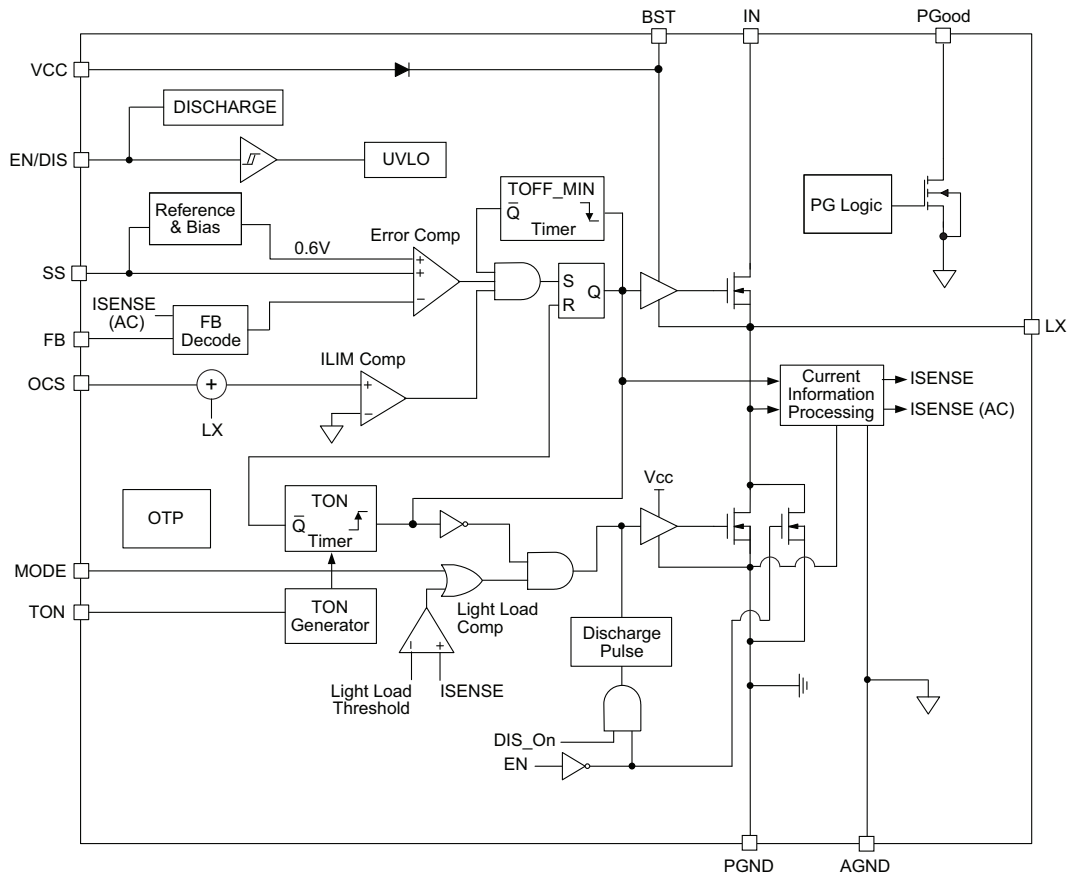 BST
IN
PGood
VCC
DISCHARGE
EN/DIS
UVLO
TOFF_MIN
Q̅
Timer
PG Logic
Reference
& Bias
Error Comp
0.6V
+
+
−
SS
S
R
Q
ISENSE
(AC)
FB
Decode
FB
LX
ILIM Comp
OCS
+
+
−
LX
Current
Information
Processing
ISENSE
ISENSE (AC)
Vcc
OTP
TON
Q̅
Timer
MODE
TON
TON
Generator
Light Load
Comp
−
+
Light Load
Threshold
ISENSE
Discharge
Pulse
DIS_On
EN
PGND
AGND